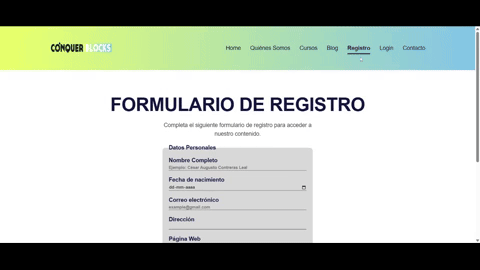 CONQUER BLOCKS
Home Quiénes Somos Cursos Blog Registro Login Contacto
FORMULARIO DE REGISTRO
Completa el siguiente formulario de registro para acceder a
nuestro contenido.
Datos Personales
Nombre Completo
Ejemplo: César Augusto Contreras Leal
Fecha de nacimiento
dd-mm-aaaa
Correo electrónico
example@gmail.com
Dirección
Página Web